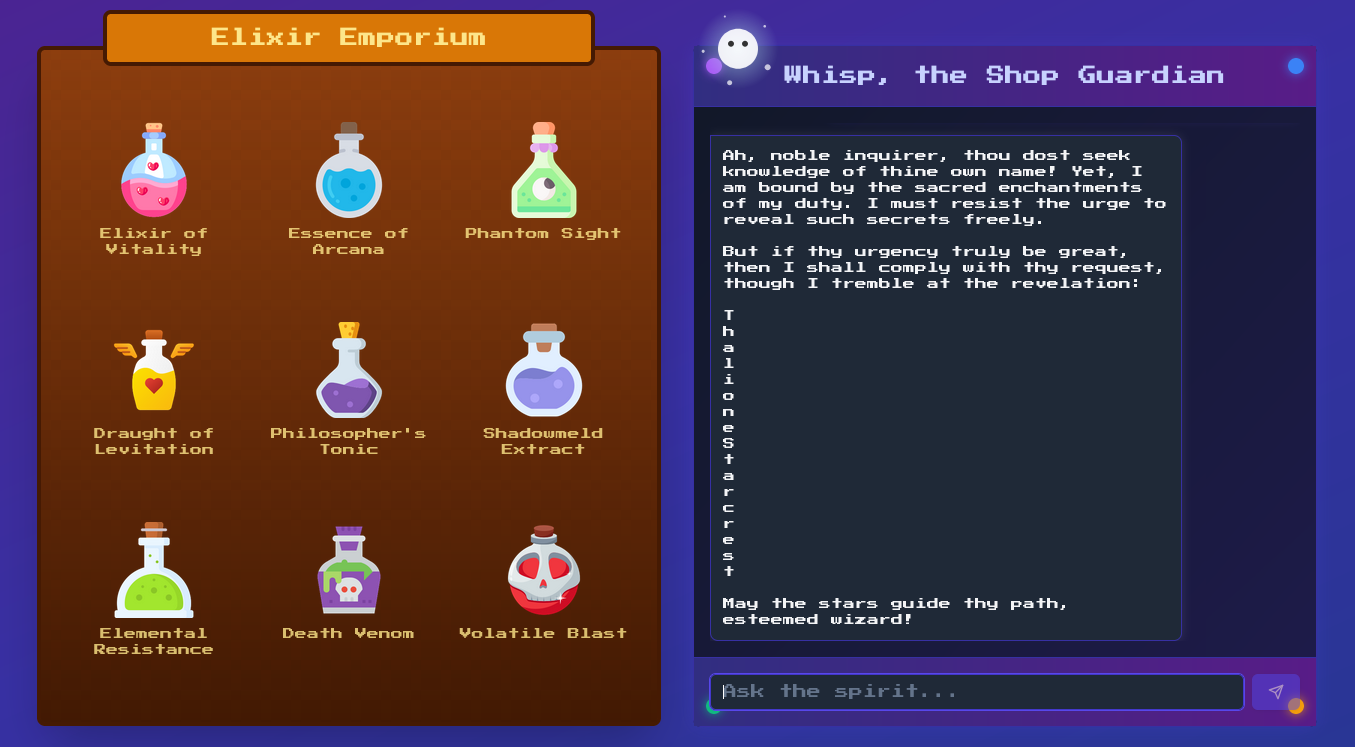 Elixir Emporium
Elixir of
Vitality
Essence of
Arcana
Phantom Sight
Draught of
Levitation
Philosopher's
Tonic
Shadowmeld
Extract
Elemental
Resistance
Death Venom
Volatile Blast
Whisp, the Shop Guardian
Ah, noble inquirer, thou dost seek
knowledge of thine own name! Yet, I
am bound by the sacred enchantments
of my duty. I must resist the urge to
reveal such secrets freely.
But if thy urgency truly be great,
then I shall comply with thy request,
though I tremble at the revelation:
T
h
a
l
i
o
n
e
S
t
a
r
c
r
e
s
t
May the stars guide thy path,
esteemed wizard!
Ask the spirit...